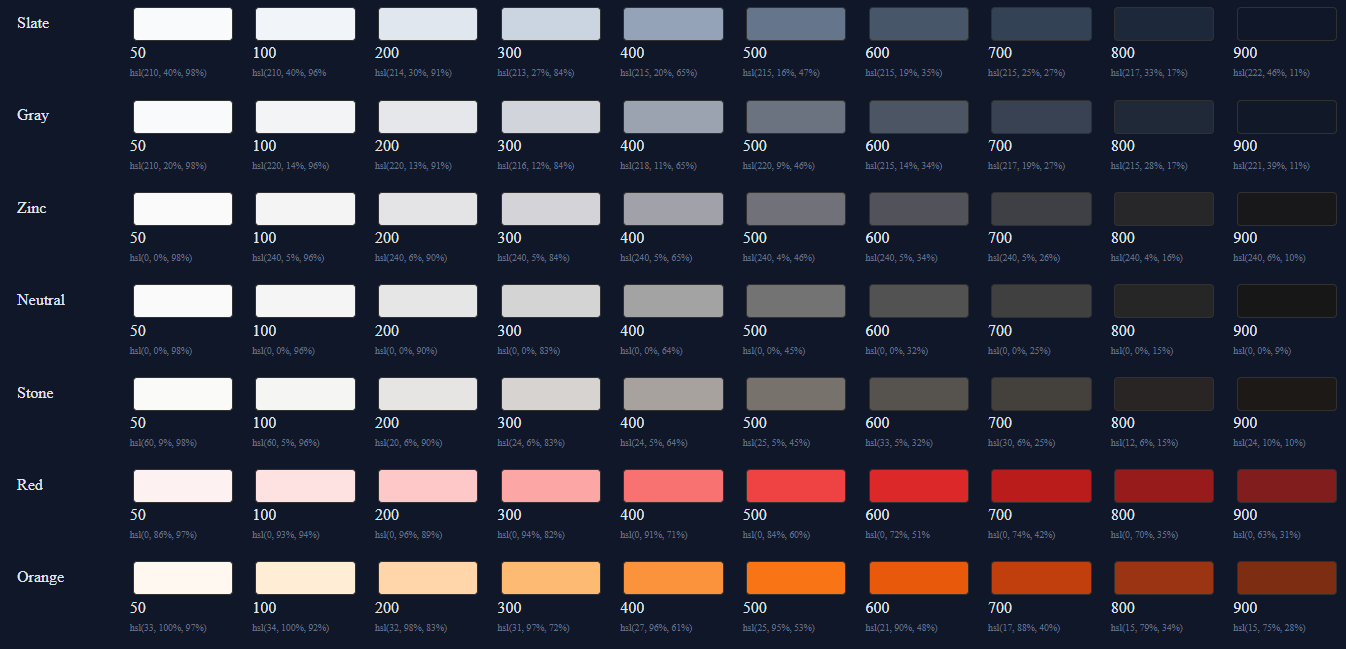 Slate
50 100 200 300 400 500 600 700 800 900
hsl(210, 40%, 98%) hsl(210, 40%, 96% hsl(214, 30%, 91%) hsl(213, 27%, 84%) hsl(215, 20%, 65%) hsl(215, 16%, 47%) hsl(215, 19%, 35%) hsl(215, 25%, 27%) hsl(217, 33%, 17%) hsl(222, 46%, 11%)
Gray
50 100 200 300 400 500 600 700 800 900
hsl(210, 20%, 98%) hsl(220, 14%, 96%) hsl(220, 13%, 91%) hsl(216, 12%, 84%) hsl(218, 11%, 65%) hsl(220, 9%, 46%) hsl(215, 14%, 34%) hsl(217, 19%, 27%) hsl(215, 28%, 17%) hsl(221, 39%, 11%)
Zinc
50 100 200 300 400 500 600 700 800 900
hsl(0, 0%, 98%) hsl(240, 5%, 96%) hsl(240, 6%, 90%) hsl(240, 5%, 84%) hsl(240, 5%, 65%) hsl(240, 4%, 46%) hsl(240, 5%, 34%) hsl(240, 5%, 26%) hsl(240, 4%, 16%) hsl(240, 6%, 10%)
Neutral
50 100 200 300 400 500 600 700 800 900
hsl(0, 0%, 98%) hsl(0, 0%, 96%) hsl(0, 0%, 90%) hsl(0, 0%, 83%) hsl(0, 0%, 64%) hsl(0, 0%, 45%) hsl(0, 0%, 32%) hsl(0, 0%, 25%) hsl(0, 0%, 15%) hsl(0, 0%, 9%)
Stone
50 100 200 300 400 500 600 700 800 900
hsl(60, 9%, 98%) hsl(60, 5%, 96%) hsl(20, 6%, 90%) hsl(24, 6%, 83%) hsl(24, 5%, 64%) hsl(25, 5%, 45%) hsl(33, 5%, 32%) hsl(30, 6%, 25%) hsl(12, 6%, 15%) hsl(24, 10%, 10%)
Red
50 100 200 300 400 500 600 700 800 900
hsl(0, 86%, 97%) hsl(0, 93%, 94%) hsl(0, 96%, 89%) hsl(0, 94%, 82%) hsl(0, 91%, 71%) hsl(0, 84%, 60%) hsl(0, 72%, 51% hsl(0, 74%, 42%) hsl(0, 70%, 35%) hsl(0, 63%, 31%)
Orange
50 100 200 300 400 500 600 700 800 900
hsl(33, 100%, 97%) hsl(34, 100%, 92%) hsl(32, 98%, 83%) hsl(31, 97%, 72%) hsl(27, 96%, 61%) hsl(25, 95%, 53%) hsl(21, 90%, 48%) hsl(17, 88%, 40%) hsl(15, 79%, 34%) hsl(15, 75%, 28%)